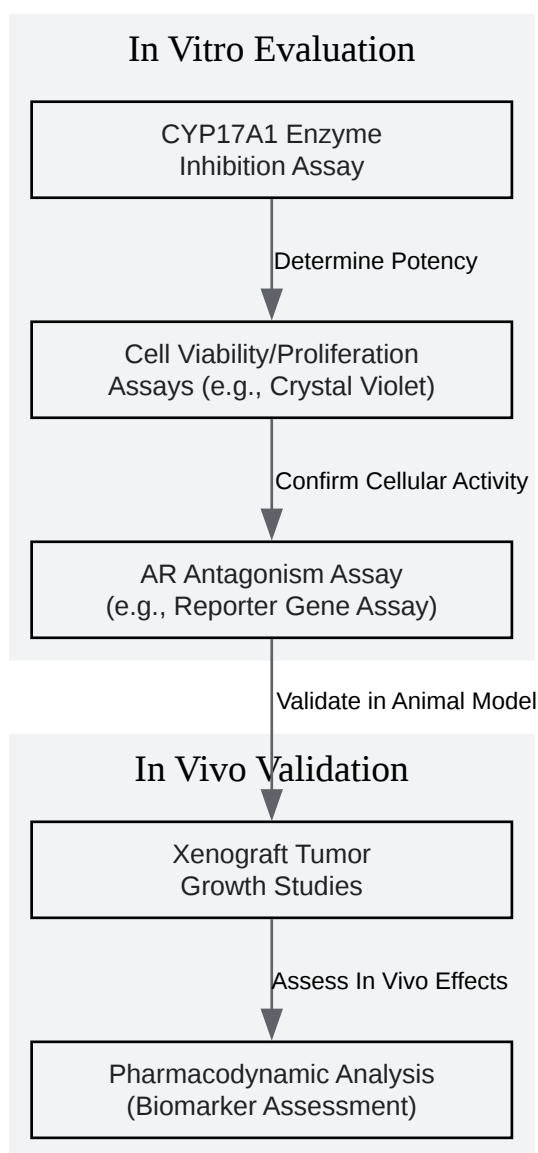 In Vitro Evaluation
CYP17A1 Enzyme
Inhibition Assay
Determine Potency
Cell Viability/Proliferation
Assays (e.g., Crystal Violet)
Confirm Cellular Activity
AR Antagonism Assay
(e.g., Reporter Gene Assay)
Validate in Animal Model
In Vivo Validation
Xenograft Tumor
Growth Studies
Assess In Vivo Effects
Pharmacodynamic Analysis
(Biomarker Assessment)